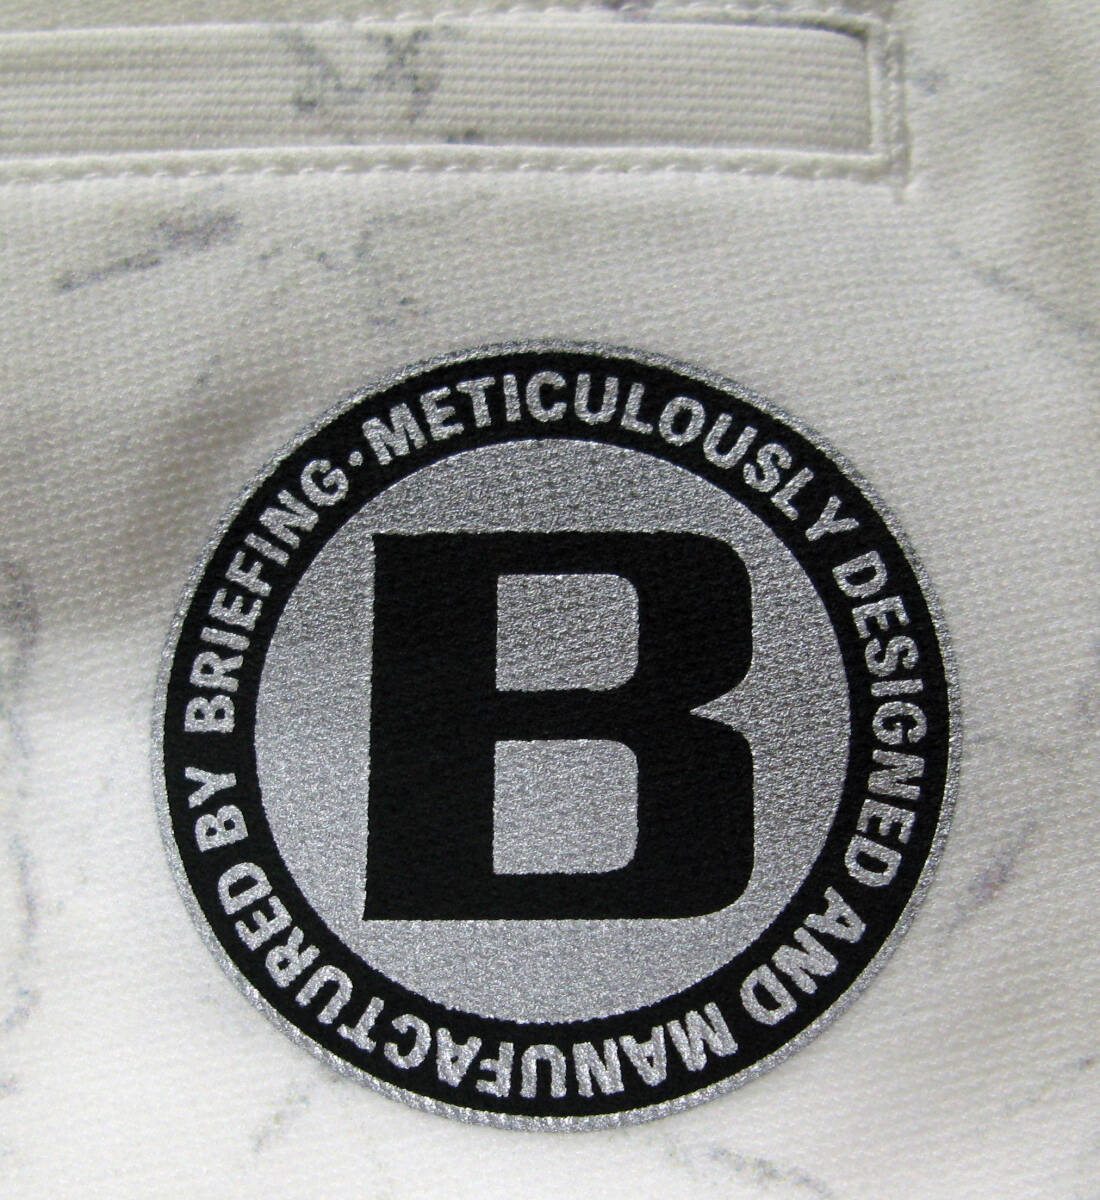 METICULOUSLY DESIGNED AND MANUFACTURED BY BRIEFING·
B